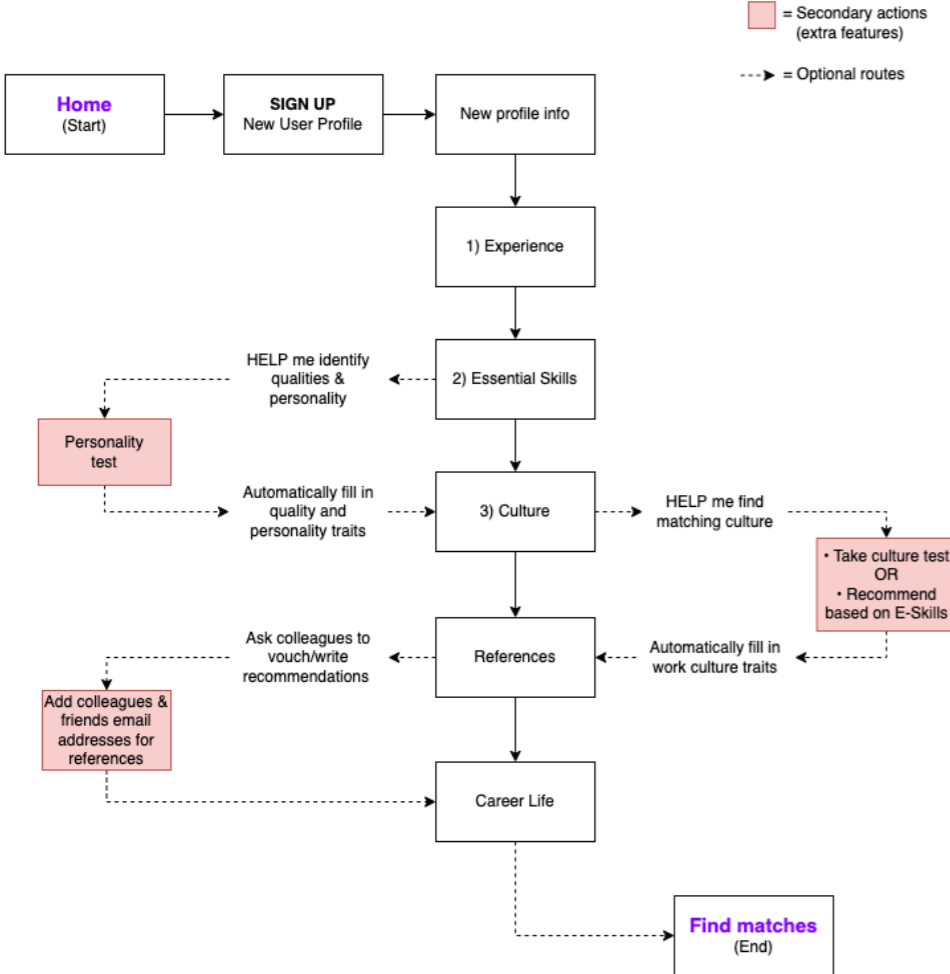 = Secondary actions
(extra features)
= Optional routes
Home
(Start)
SIGN UP
New User Profile
New profile info
1) Experience
HELP me identify
qualities &
personality
2) Essential Skills
Personality
test
Automatically fill in
quality and
personality traits
3) Culture
HELP me find
matching culture
• Take culture test
OR
• Recommend
based on E-Skills
Ask colleagues to
vouch/write
recommendations
References
Automatically fill in
work culture traits
Add colleagues &
friends email
addresses for
references
Career Life
Find matches
(End)